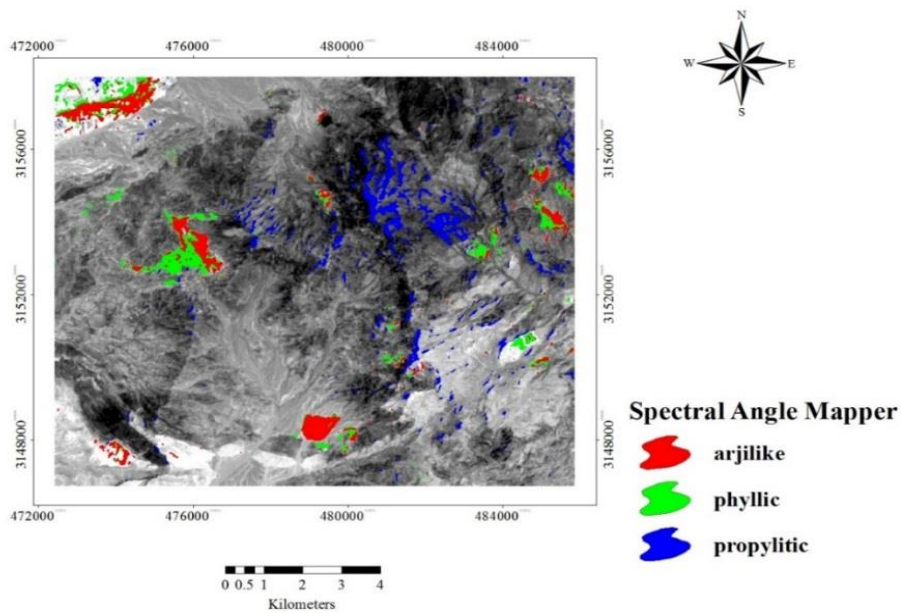 N
W E
S
472000 476000 480000 484000
3156000 3156000
3152000 3152000
3148000 3148000
472000 476000 480000 484000
Spectral Angle Mapper
arjilike
phyllic
propylitic
0 0.5 1 2 3 4
Kilometers